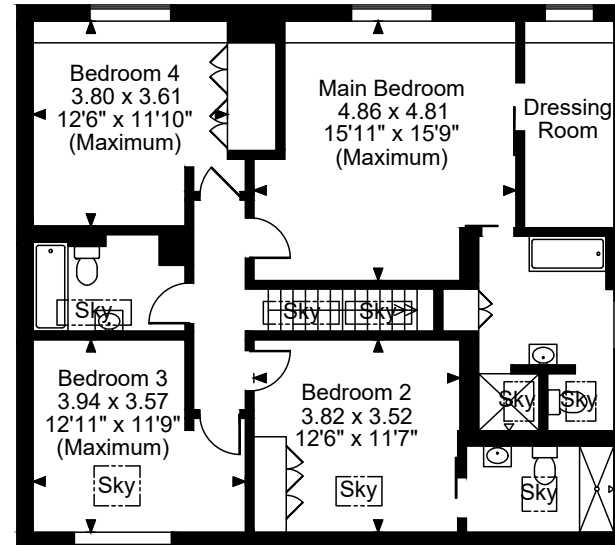 Bedroom 4
3.80 x 3.61
12'6" x 11'10"
(Maximum)
Main Bedroom
4.86 x 4.81
15'11" x 15'9"
(Maximum)
Dressing
Room
Sky
Sky
Sky
Bedroom 3
3.94 x 3.57
12'11" x 11'9"
(Maximum)
Sky
Bedroom 2
3.82 x 3.52
12'6" x 11'7"
Sky
Sky
Sky
Sky